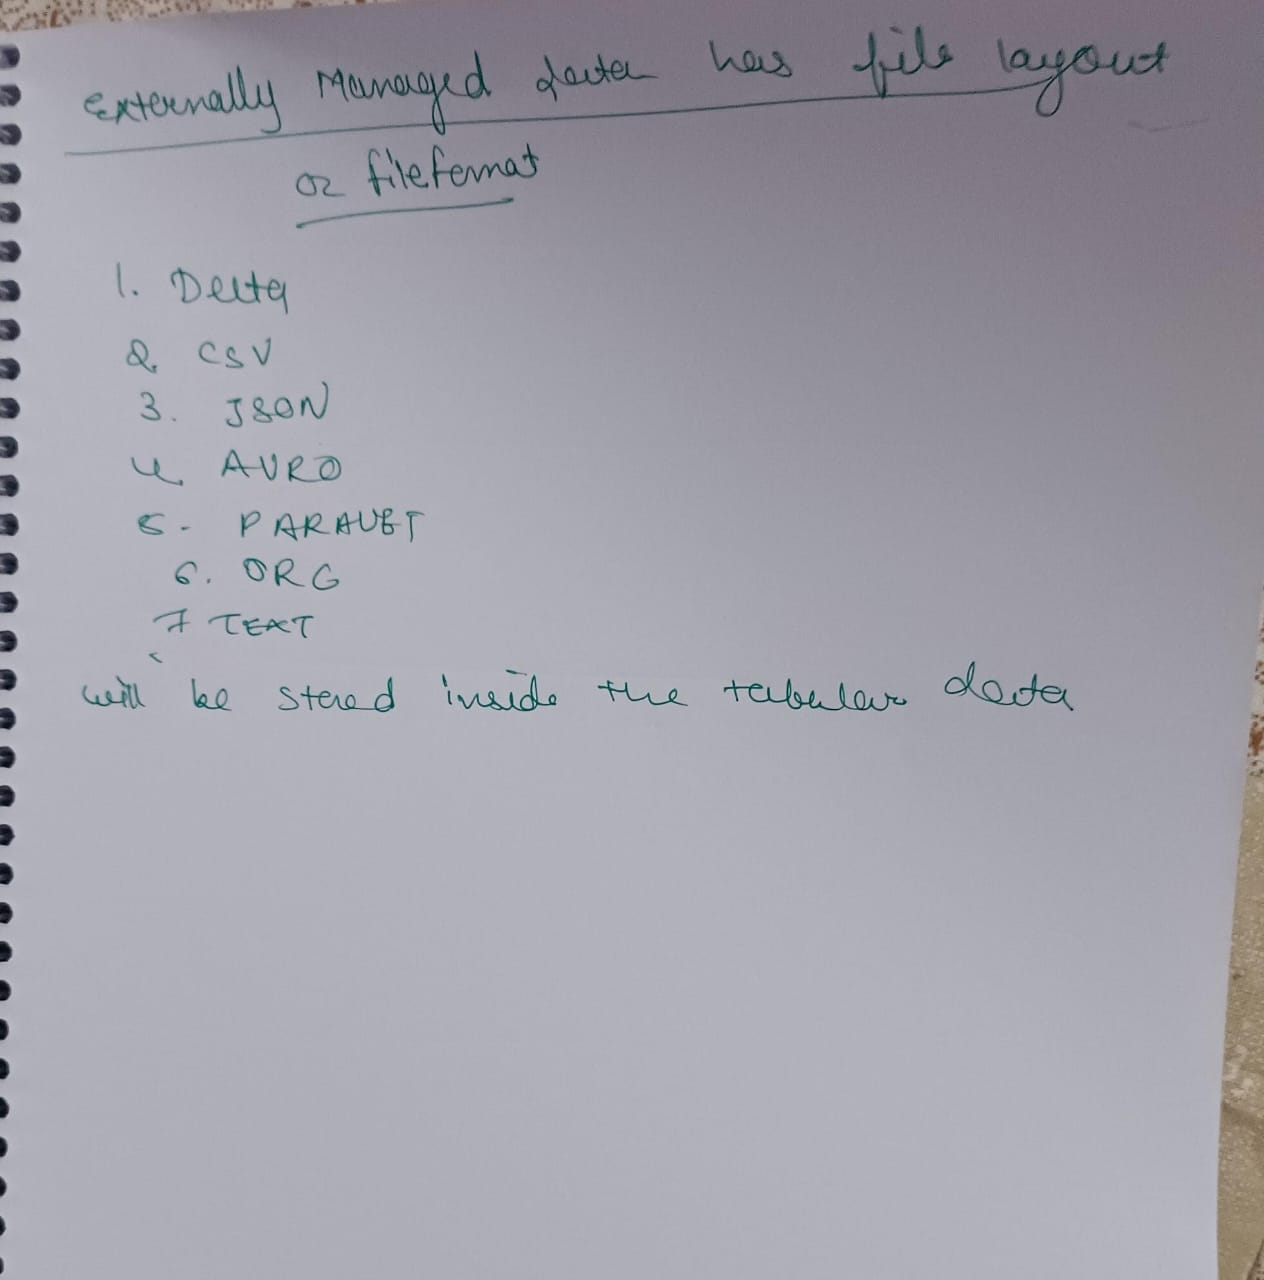 Externally Managed data has file layout
or fileformat
1. Delta
2. CSV
3. JSON
4. AVRO
5. PARAUET
6. ORG
7 TEXT
will be stored inside the tabular data